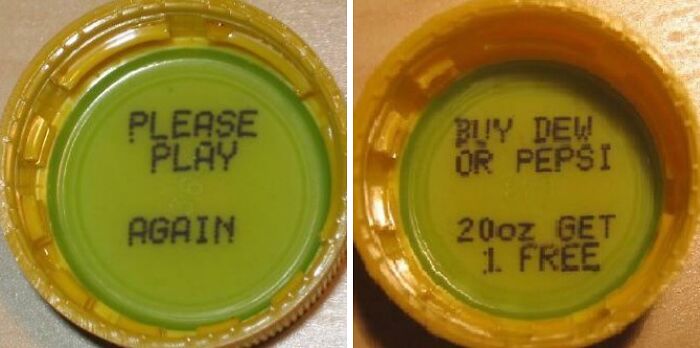 PLEASE
PLAY
AGAIN
BUY DEW
OR PEPSI
20oz GET
1 FREE